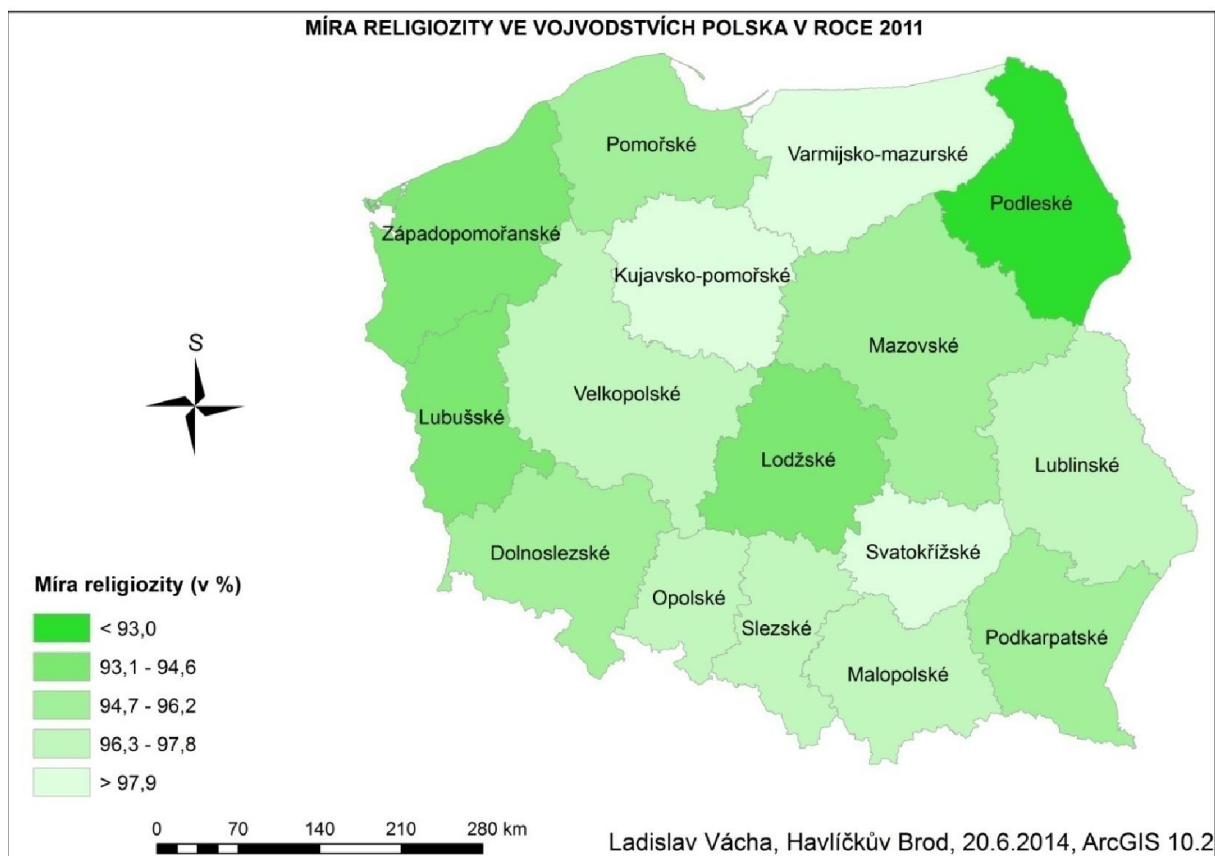 MÍRA RELIGIOZITY VE VOJVODSTVÍCH POLSKA V ROCE 2011
Pomořské
Varmijsko-mazurské
Podleské
Západopomořanské
Kujavsko-pomořské
Mazovské
S
Velkopolské
Lubušské
Lodžské
Lublinské
Dolnoslezské
Svatokřížské
Opolské
Slezské
Podkarpatské
Malopolské
Míra religiozity (v %)
< 93,0
93,1 - 94,6
94,7 - 96,2
96,3 - 97,8
> 97,9
0 70 140 210 280 km
Ladislav Vácha, Havlíčkův Brod, 20.6.2014, ArcGIS 10.2